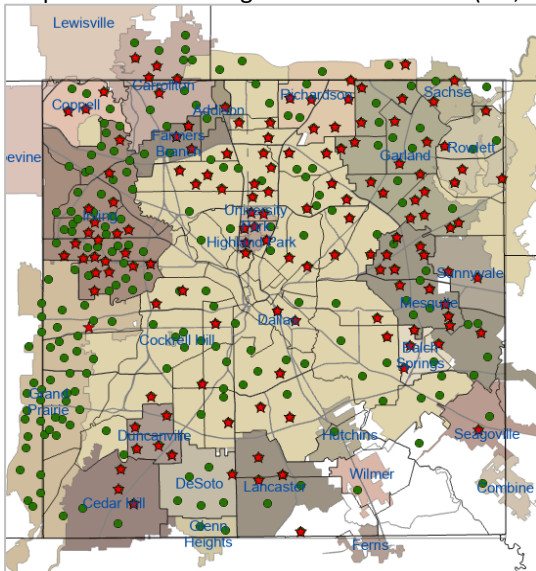 Lewisville
Carrollton
Sachse
Coppell
Richardson
Addison
Farmers
Branch
Garland
Rowlett
Irving
University
Park
Highland Park
Sunnyvale
Mesquite
Dallas
Cockrell Hill
Balch
Springs
Grand
Prairie
Duncanville
Hutchins
Seagoville
DeSoto
Lancaster
Wilmer
Cedar Hill
Combine
Glenn
Heights
Ferris